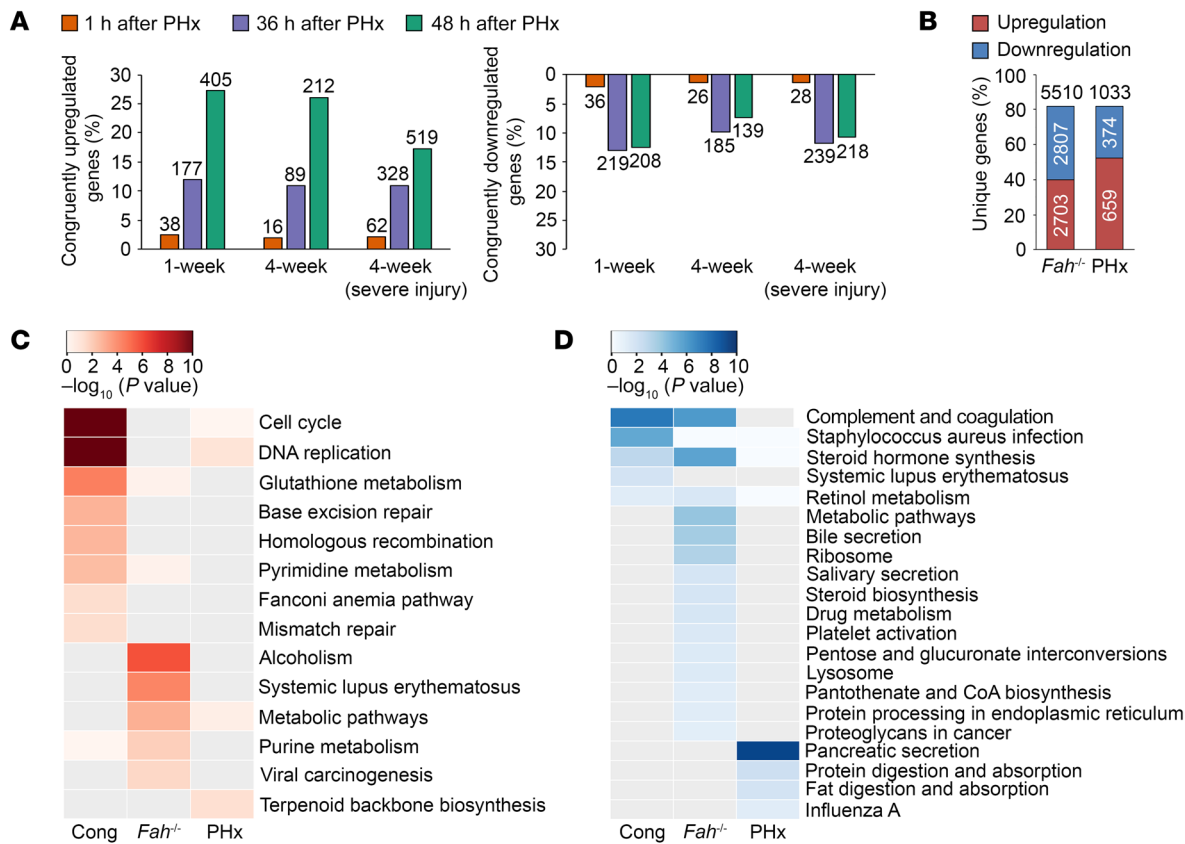 A
1 h after PHx
36 h after PHx
48 h after PHx
Congruently upregulated
genes (%)
30
25
20
15
10
5
0
38
177
405
16
89
212
62
328
519
1-week
4-week
4-week
(severe injury)
Congruently downregulated
genes (%)
0
5
10
15
20
25
30
36
219
208
26
185
139
28
239
218
1-week
4-week
4-week
(severe injury)
B
Upregulation
Downregulation
Unique genes (%)
100
80
60
40
20
0
5510
1033
2807
374
2703
659
Fah-/-
PHx
C
0 2 4 6 8 10
–log10 (P value)
Cell cycle
DNA replication
Glutathione metabolism
Base excision repair
Homologous recombination
Pyrimidine metabolism
Fanconi anemia pathway
Mismatch repair
Alcoholism
Systemic lupus erythematosus
Metabolic pathways
Purine metabolism
Viral carcinogenesis
Terpenoid backbone biosynthesis
Cong Fah-/- PHx
D
0 2 4 6 8 10
–log10 (P value)
Complement and coagulation
Staphylococcus aureus infection
Steroid hormone synthesis
Systemic lupus erythematosus
Retinol metabolism
Metabolic pathways
Bile secretion
Ribosome
Salivary secretion
Steroid biosynthesis
Drug metabolism
Platelet activation
Pentose and glucuronate interconversions
Lysosome
Pantothenate and CoA biosynthesis
Protein processing in endoplasmic reticulum
Proteoglycans in cancer
Pancreatic secretion
Protein digestion and absorption
Fat digestion and absorption
Influenza A
Cong Fah-/- PHx